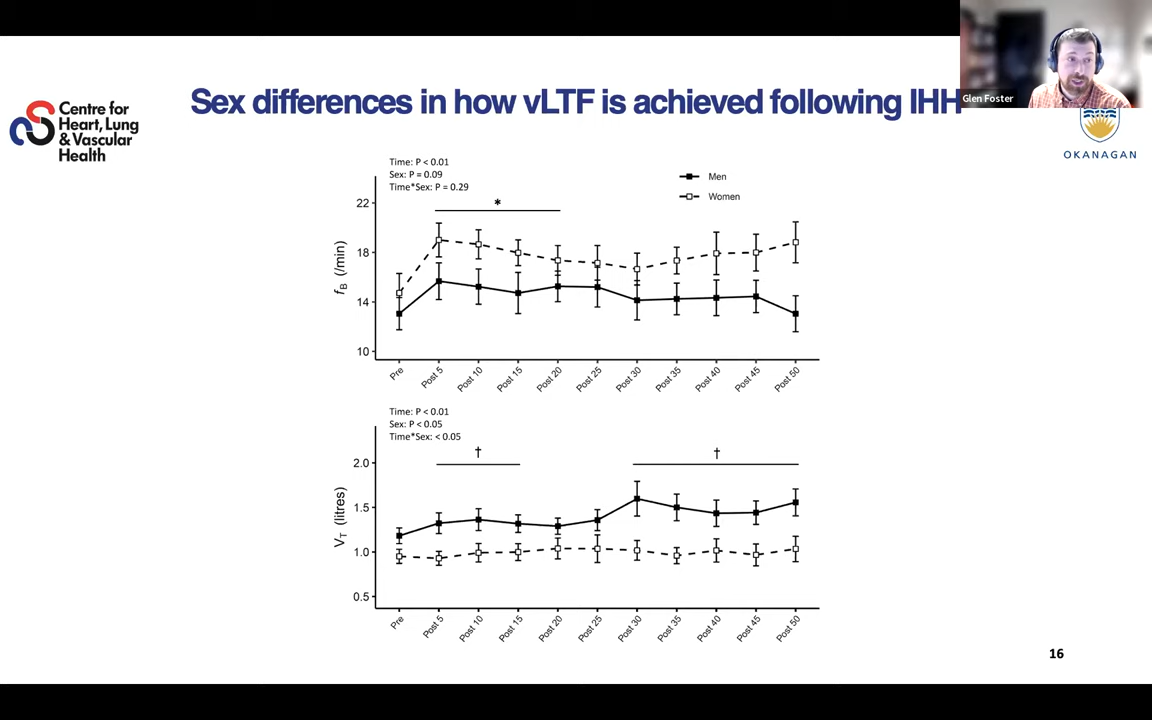 Glen Foster
Centre for
Heart, Lung
& Vascular
Health
Sex differences in how vLTF is achieved following IHH
OKANAGAN
Time: P < 0.01
Sex: P = 0.09
Time*Sex: P = 0.29
*
Men
Women
22
18
14
10
fB (/min)
Pre
Post 5
Post 10
Post 15
Post 20
Post 25
Post 30
Post 35
Post 40
Post 45
Post 50
Time: P < 0.01
Sex: P < 0.05
Time*Sex: < 0.05
†
†
2.0
1.5
1.0
0.5
VT (litres)
Pre
Post 5
Post 10
Post 15
Post 20
Post 25
Post 30
Post 35
Post 40
Post 45
Post 50
16